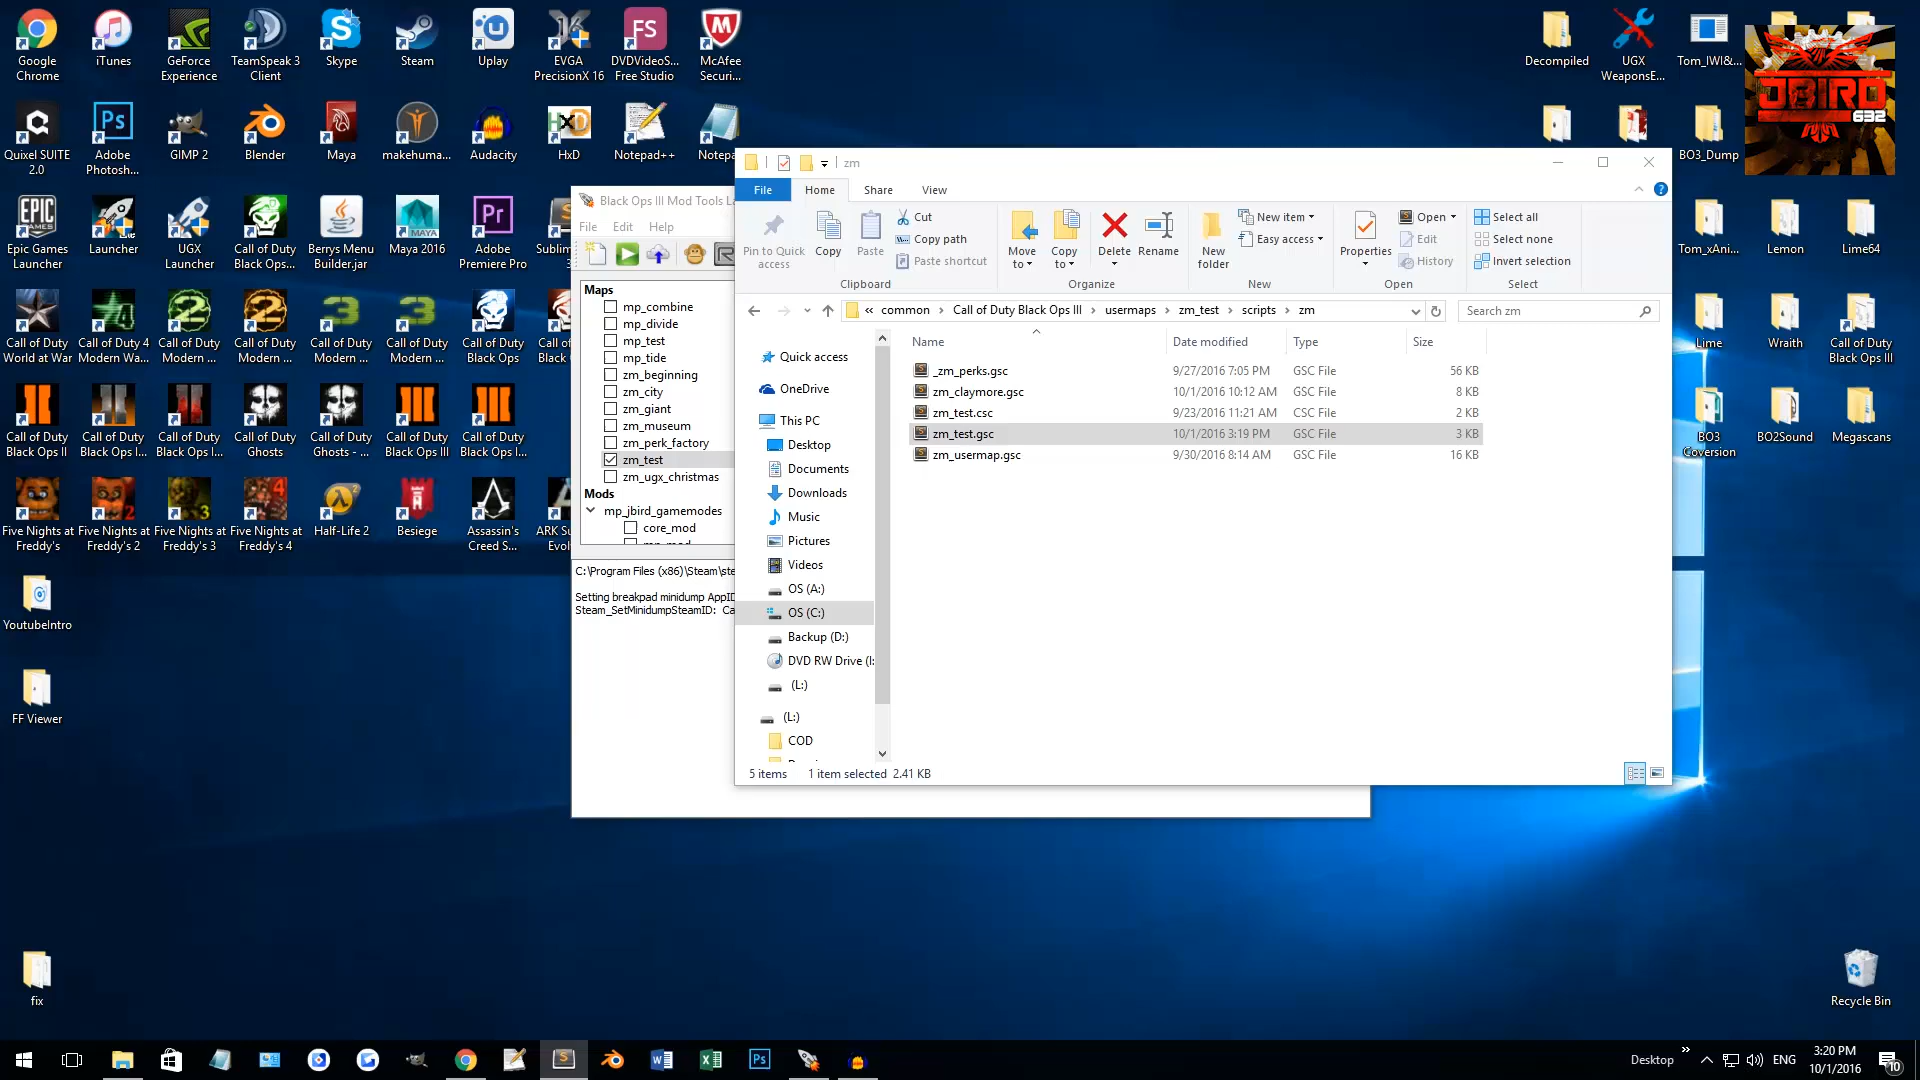 Google
Chrome
iTunes
GeForce
Experience
TeamSpeak 3
Client
Skype
Steam
Uplay
EVGA
PrecisionX 16
DVDVideoS...
Free Studio
McAfee
Securi...
Decompiled
UGX
WeaponsE...
Tom_IWI&...
JBIRD
632
Quixel SUITE
2.0
Adobe
Photosh...
GIMP 2
Blender
Maya
makehuma...
Audacity
HxD
Notepad++
Notepa
BO3_Dump
Epic Games
Launcher
Launcher
UGX
Launcher
Call of Duty
Black Ops...
Berrys Menu
Builder.jar
Maya 2016
Adobe
Premiere Pro
Sublim
3
Tom_xAni...
Lemon
Lime64
Call of Duty
World at War
Call of Duty 4
Modern Wa...
Call of Duty
Modern ...
Call of Duty
Modern ...
Call of Duty
Modern ...
Call of Duty
Modern ...
Call of Duty
Black Ops
Call of
Black
Lime
Wraith
Call of Duty
Black Ops III
Call of Duty
Black Ops II
Call of Duty
Black Ops I...
Call of Duty
Black Ops I...
Call of Duty
Ghosts
Call of Duty
Ghosts - ...
Call of Duty
Black Ops III
Call of Duty
Black Ops I...
BO3
Coversion
BO2Sound
Megascans
Five Nights at
Freddy's
Five Nights at
Freddy's 2
Five Nights at
Freddy's 3
Five Nights at
Freddy's 4
Half-Life 2
Besiege
Assassin's
Creed S...
ARK Su
Evol
YoutubeIntro
FF Viewer
fix
Recycle Bin
Black Ops III Mod Tools La
File Edit Help
Maps
mp_combine
mp_divide
mp_test
mp_tide
zm_beginning
zm_city
zm_giant
zm_museum
zm_perk_factory
zm_test
zm_ugx_christmas
Mods
mp_jbird_gamemodes
core_mod
C:\Program Files (x86)\Steam\ste
Setting breakpad minidump AppID
Steam_SetMinidumpSteamID: Ca
zm
File Home Share View
Pin to Quick
access
Copy
Paste
Cut
Copy path
Paste shortcut
Clipboard
Move
to
Copy
to
Delete
Rename
Organize
New
folder
New item
Easy access
New
Properties
Open
Edit
History
Open
Select all
Select none
Invert selection
Select
« common > Call of Duty Black Ops III > usermaps > zm_test > scripts > zm
Search zm
Quick access
OneDrive
This PC
Desktop
Documents
Downloads
Music
Pictures
Videos
OS (A:)
OS (C:)
Backup (D:)
DVD RW Drive (I:
(L:)
(L:)
COD
Name Date modified Type Size
_zm_perks.gsc 9/27/2016 7:05 PM GSC File 56 KB
zm_claymore.gsc 10/1/2016 10:12 AM GSC File 8 KB
zm_test.csc 9/23/2016 11:21 AM CSC File 2 KB
zm_test.gsc 10/1/2016 3:19 PM GSC File 3 KB
zm_usermap.gsc 9/30/2016 8:14 AM GSC File 16 KB
5 items 1 item selected 2.41 KB
Desktop
ENG
3:20 PM
10/1/2016
10